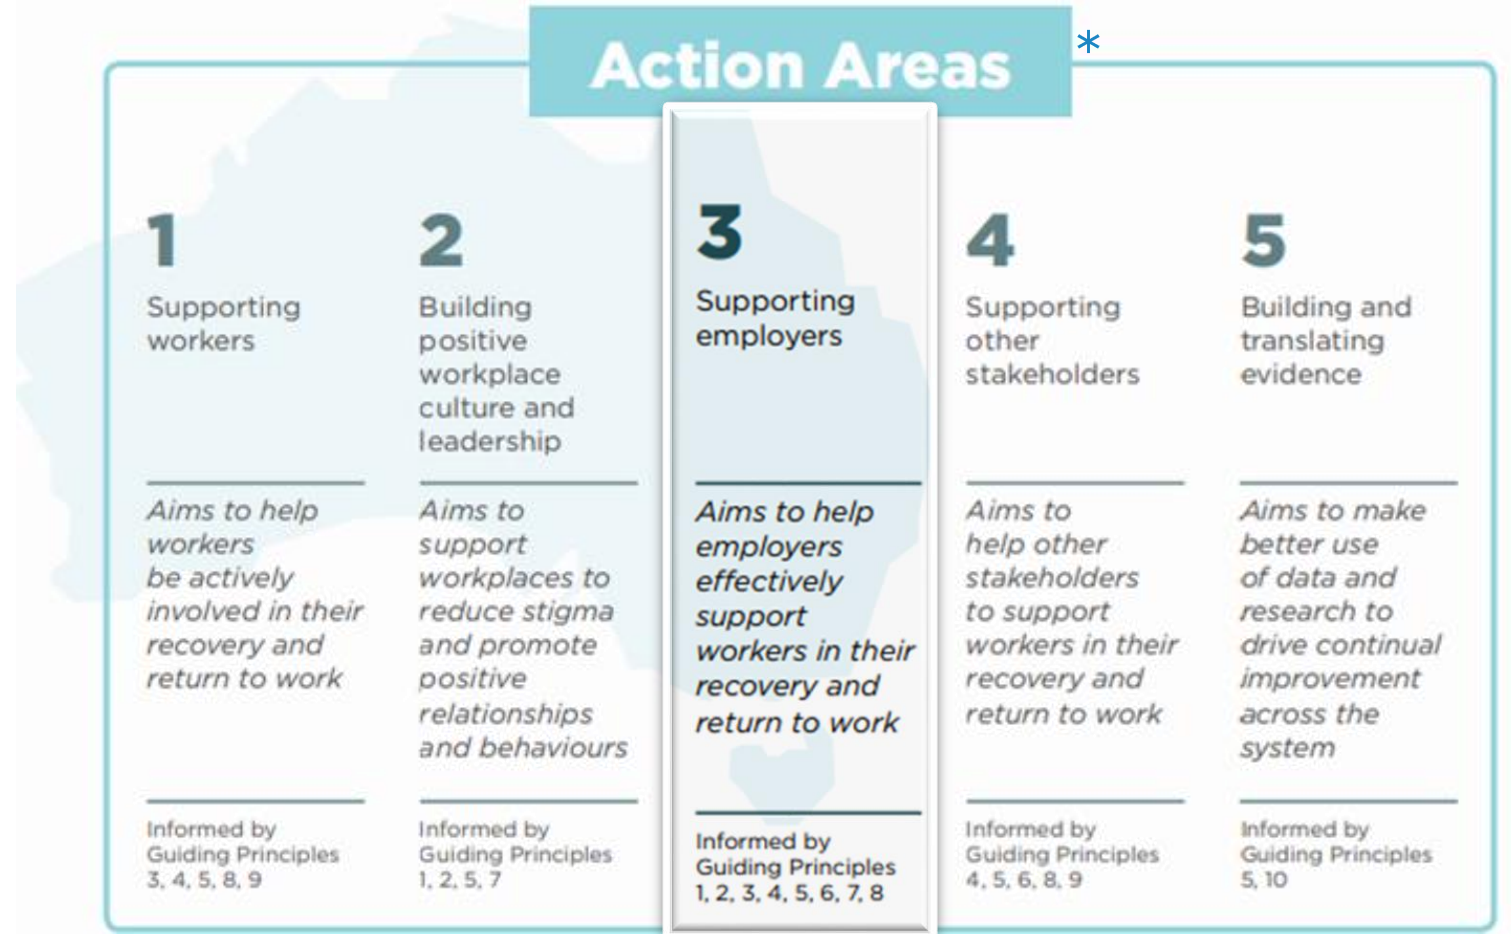 Action Areas *
1
Supporting
workers
Aims to help
workers
be actively
involved in their
recovery and
return to work
Informed by
Guiding Principles
3, 4, 5, 8, 9
2
Building
positive
workplace
culture and
leadership
Aims to
support
workplaces to
reduce stigma
and promote
positive
relationships
and behaviours
Informed by
Guiding Principles
1, 2, 5, 7
3
Supporting
employers
Aims to help
employers
effectively
support
workers in their
recovery and
return to work
Informed by
Guiding Principles
1, 2, 3, 4, 5, 6, 7, 8
4
Supporting
other
stakeholders
Aims to
help other
stakeholders
to support
workers in their
recovery and
return to work
Informed by
Guiding Principles
4, 5, 6, 8, 9
5
Building and
translating
evidence
Aims to make
better use
of data and
research to
drive continual
improvement
across the
system
Informed by
Guiding Principles
5, 10